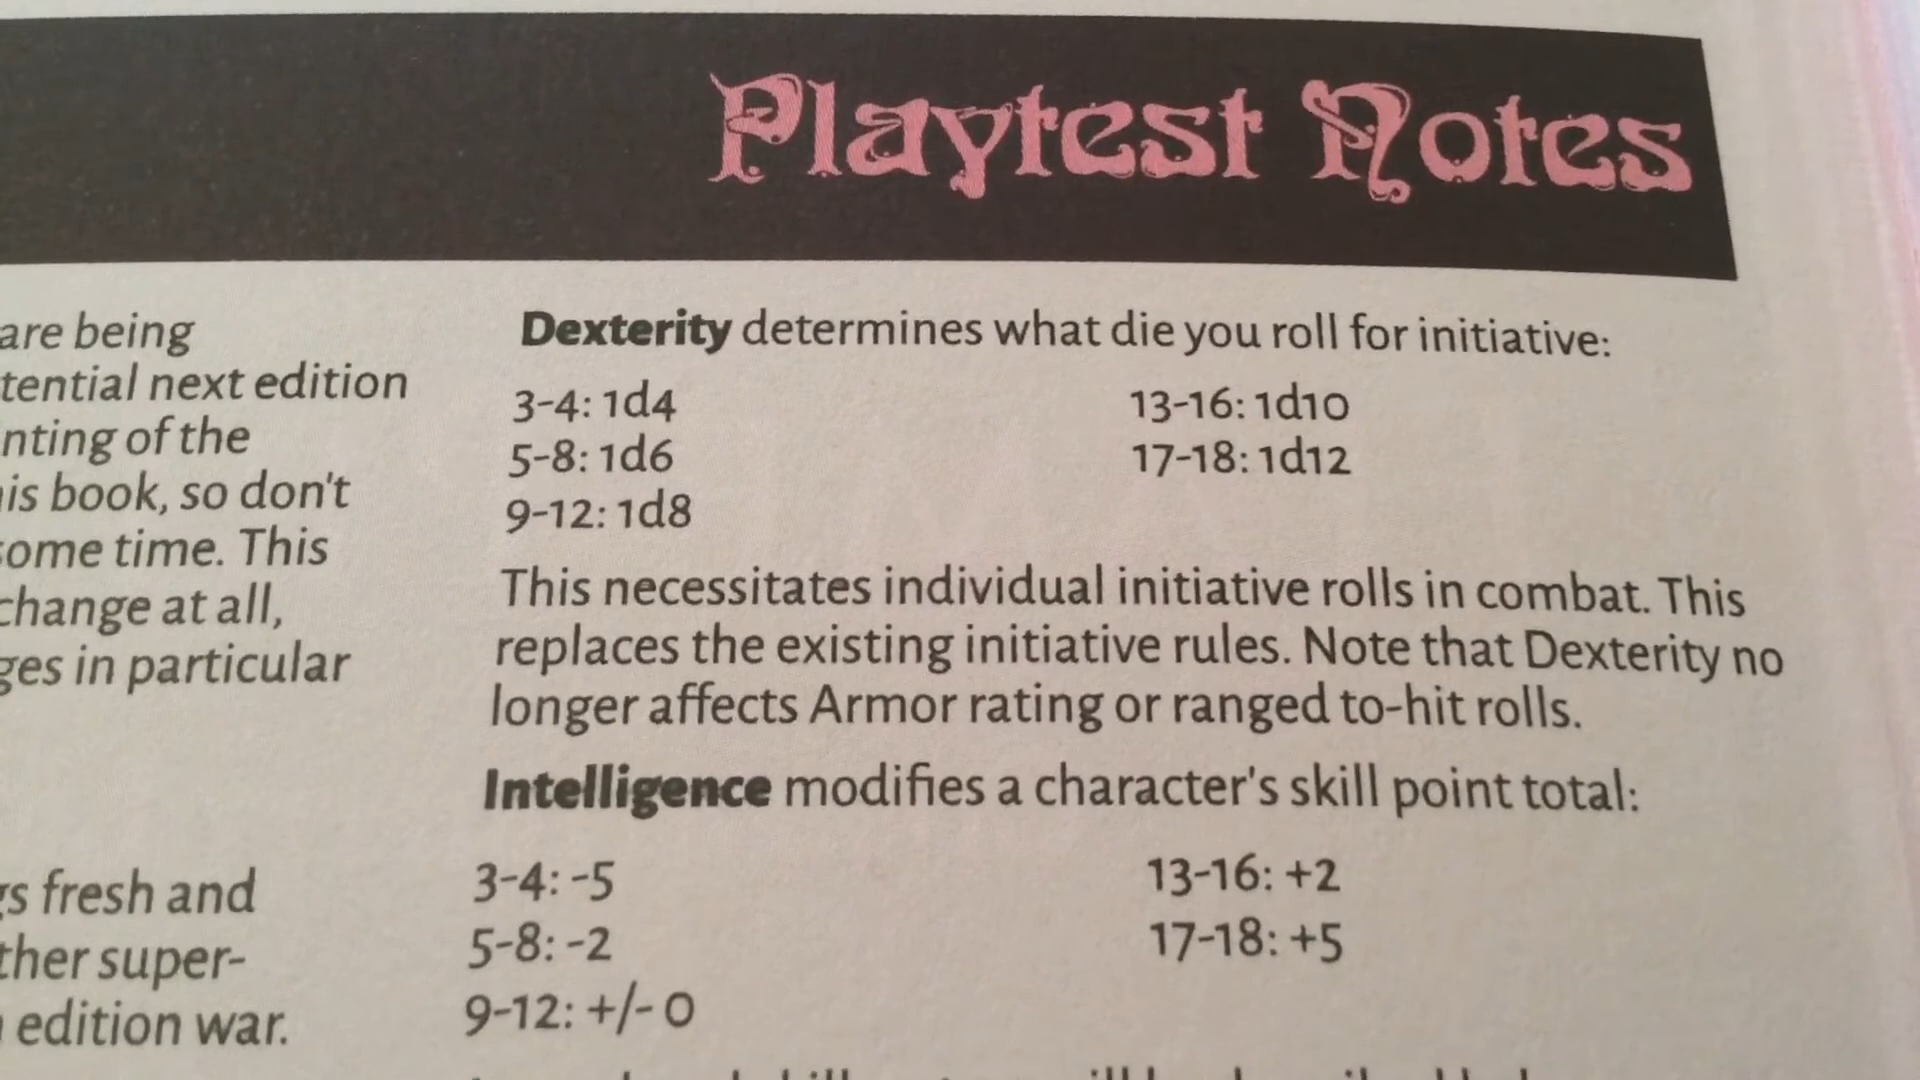 Playtest Notes
are being
tential next edition
nting of the
is book, so don't
some time. This
change at all,
ges in particular
gs fresh and
ther super-
edition war.
Dexterity determines what die you roll for initiative:
3-4: 1d4
5-8: 1d6
9-12: 1d8
13-16: 1d10
17-18: 1d12
This necessitates individual initiative rolls in combat. This
replaces the existing initiative rules. Note that Dexterity no
longer affects Armor rating or ranged to-hit rolls.
Intelligence modifies a character's skill point total:
3-4: -5
5-8: -2
9-12: +/- 0
13-16: +2
17-18: +5